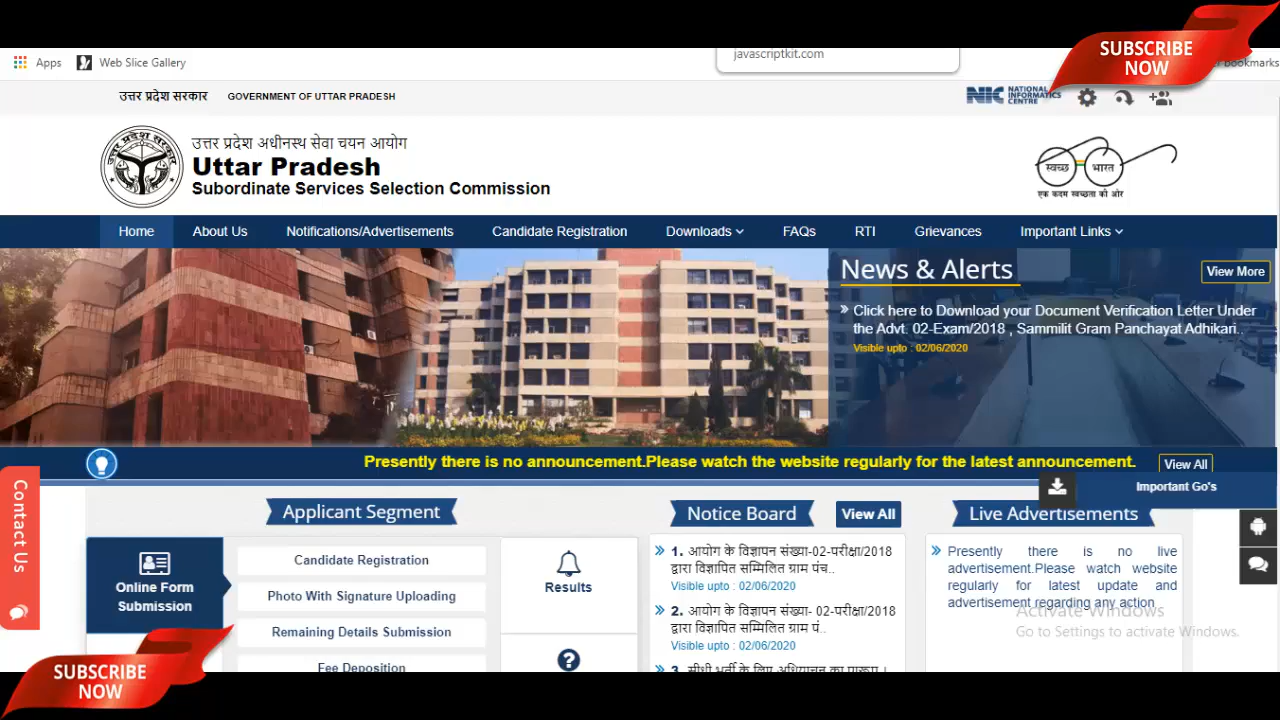 SUBSCRIBE
NOW
Apps
Web Slice Gallery
javascriptkit.com
bookmarks
उत्तर प्रदेश सरकार
GOVERNMENT OF UTTAR PRADESH
NIC NATIONAL
INFORMATICS
CENTRE
उत्तर प्रदेश अधीनस्थ सेवा चयन आयोग
Uttar Pradesh
Subordinate Services Selection Commission
स्वच्छ भारत
एक कदम स्वच्छता की ओर
Home
About Us
Notifications/Advertisements
Candidate Registration
Downloads
FAQs
RTI
Grievances
Important Links
News & Alerts
View More
Click here to Download your Document Verification Letter Under
the Advt. 02-Exam/2018 , Sammilit Gram Panchayat Adhikari..
Visible upto : 02/06/2020
Presently there is no announcement.Please watch the website regularly for the latest announcement.
View All
Important Go's
Contact Us
Applicant Segment
Online Form
Submission
Candidate Registration
Photo With Signature Uploading
Remaining Details Submission
Fee Deposition
Results
Notice Board
View All
1. आयोग के विज्ञापन संख्या-02-परीक्षा/2018
द्वारा विज्ञापित सम्मिलित ग्राम पंच..
Visible upto : 02/06/2020
2. आयोग के विज्ञापन संख्या- 02-परीक्षा/2018
द्वारा विज्ञापित सम्मिलित ग्राम पं..
Visible upto : 02/06/2020
3. सीधी भर्ती के लिए अधियाचन का प्रारूप ।
Live Advertisements
Presently there is no live
advertisement.Please watch website
regularly for latest update and
advertisement regarding any action
Activate Windows
Go to Settings to activate Windows.
SUBSCRIBE
NOW